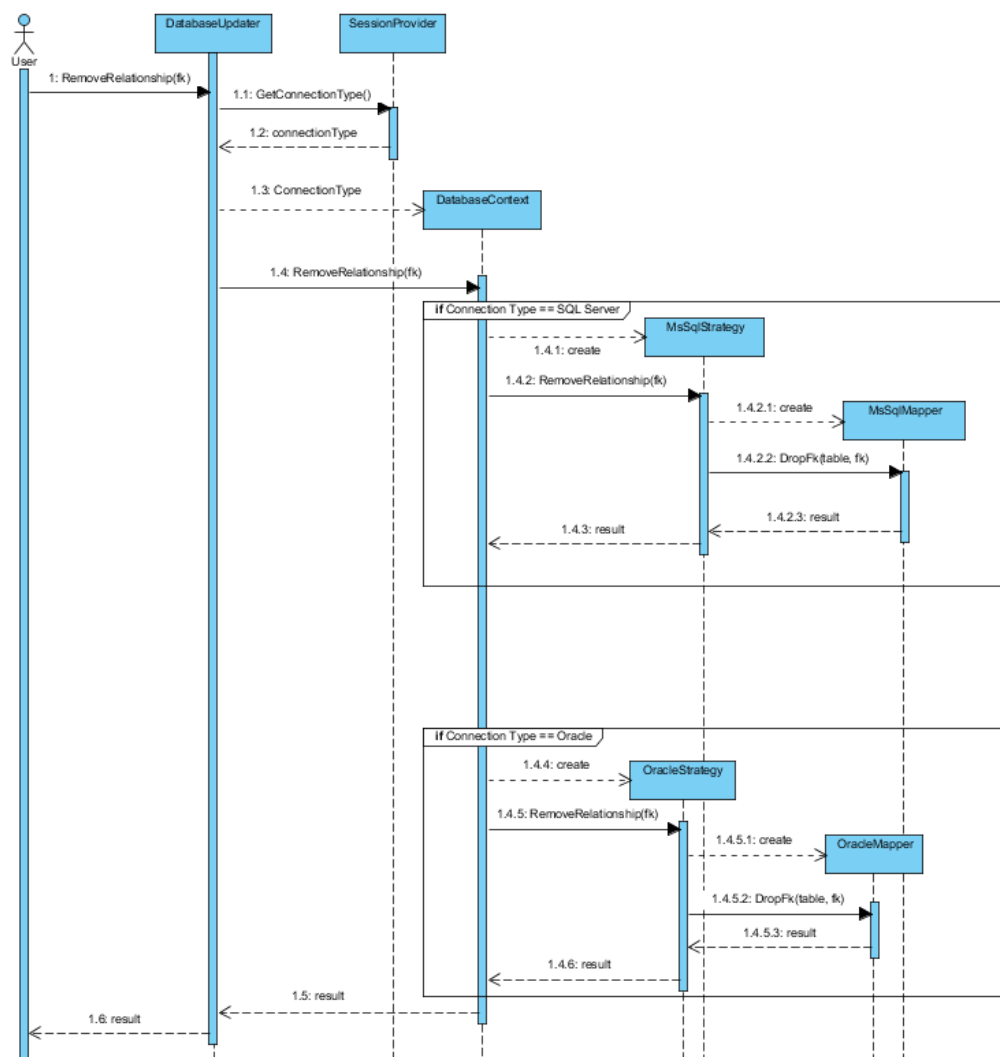 DatabaseUpdater
SessionProvider
User
1: RemoveRelationship(fk)
1.1: GetConnectionType()
1.2: connectionType
1.3: ConnectionType
DatabaseContext
1.4: RemoveRelationship(fk)
if Connection Type == SQL Server
MsSqlStrategy
1.4.1: create
1.4.2: RemoveRelationship(fk)
1.4.2.1: create
MsSqlMapper
1.4.2.2: DropFk(table, fk)
1.4.2.3: result
1.4.3: result
if Connection Type == Oracle
1.4.4: create
OracleStrategy
1.4.5: RemoveRelationship(fk)
1.4.5.1: create
OracleMapper
1.4.5.2: DropFk(table, fk)
1.4.5.3: result
1.4.6: result
1.5: result
1.6: result